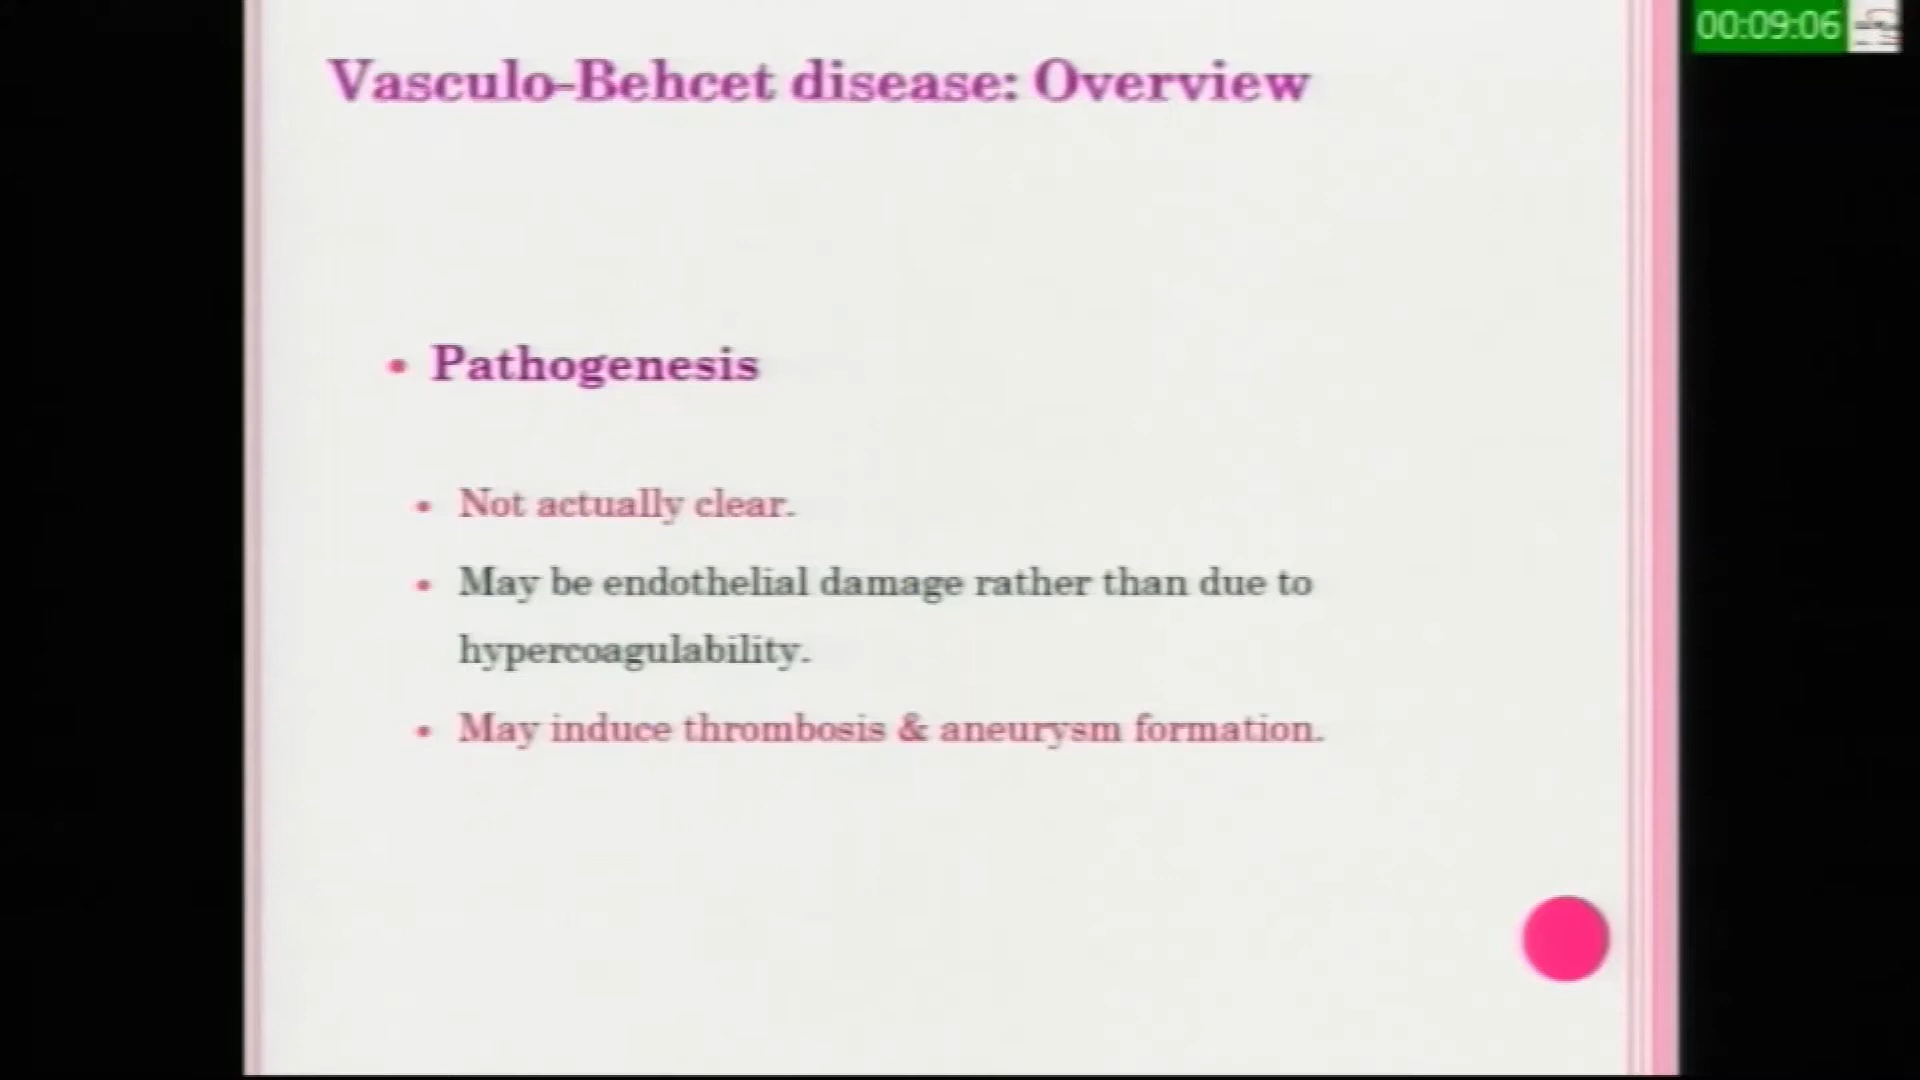 00:09:06
Vasculo-Behcet disease: Overview
• Pathogenesis
• Not actually clear.
• May be endothelial damage rather than due to
hypercoagulability.
• May induce thrombosis & aneurysm formation.